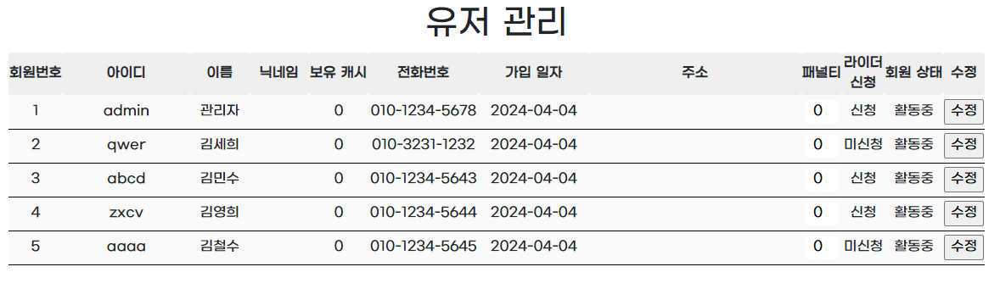 유저 관리
회원번호 아이디 이름 닉네임 보유 캐시 전화번호 가입 일자 주소 패널티 라이더 신청 회원 상태 수정
1 admin 관리자 0 010-1234-5678 2024-04-04 0 신청 활동중 수정
2 qwer 김세희 0 010-3231-1232 2024-04-04 0 미신청 활동중 수정
3 abcd 김민수 0 010-1234-5643 2024-04-04 0 신청 활동중 수정
4 zxcv 김영희 0 010-1234-5644 2024-04-04 0 신청 활동중 수정
5 aaaa 김철수 0 010-1234-5645 2024-04-04 0 미신청 활동중 수정